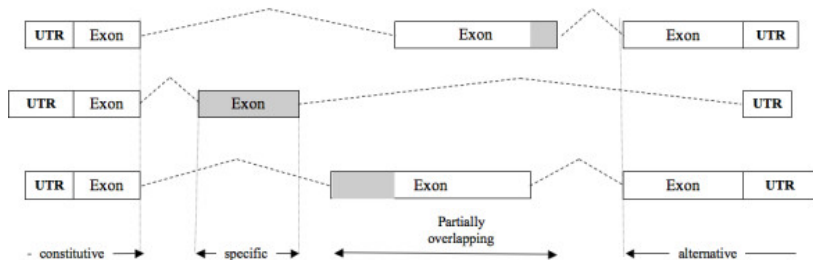 UTR Exon Exon Exon UTR
UTR Exon Exon UTR
UTR Exon Exon Exon UTR
Partially
overlapping
constitutive specific alternative